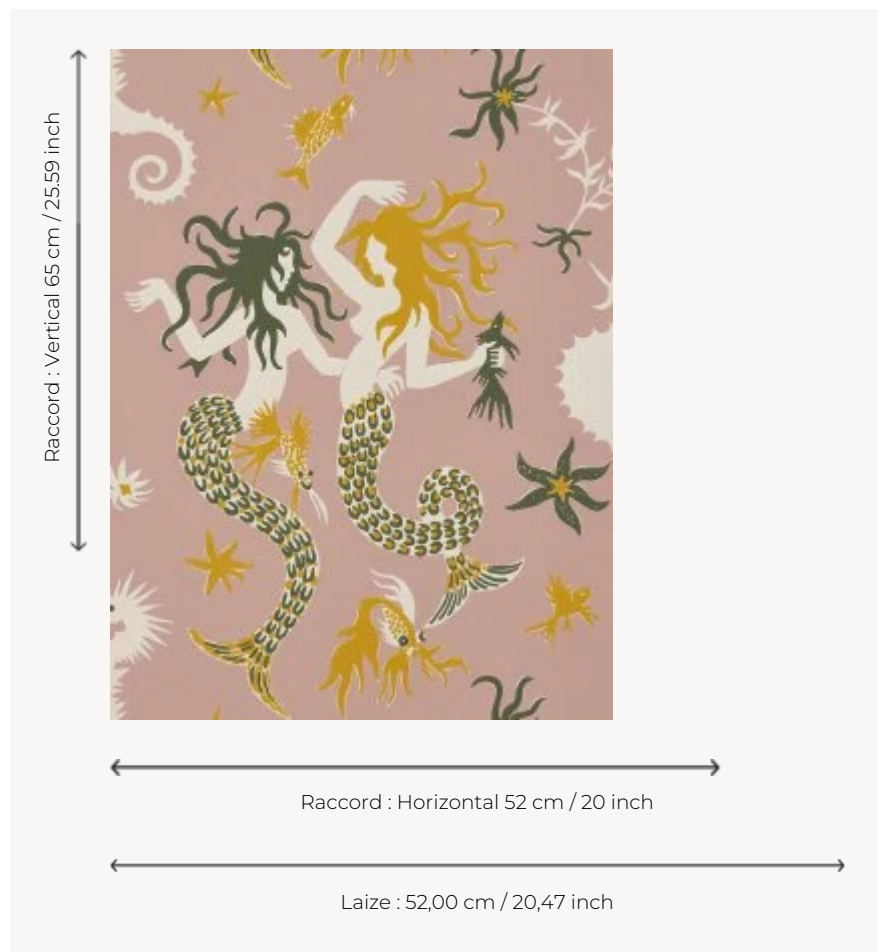 Raccord : Vertical 65 cm / 25.59 inch
Raccord : Horizontal 52 cm / 20 inch
Laize : 52,00 cm / 20,47 inch